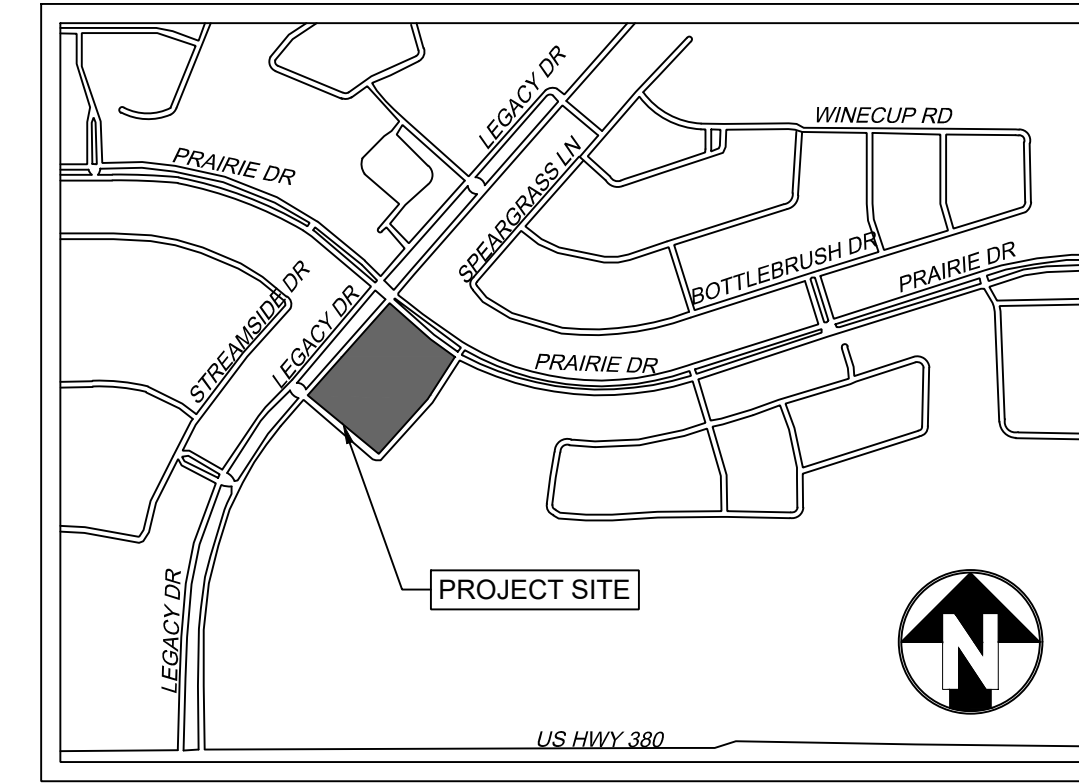 LEGACY DR
WINECUP RD
PRAIRIE DR
SPEARGRASS LN
BOTTLEBRUSH DR
PRAIRIE DR
STREAMSIDE DR
LEGACY DR
PRAIRIE DR
PROJECT SITE
LEGACY DR
N
US HWY 380